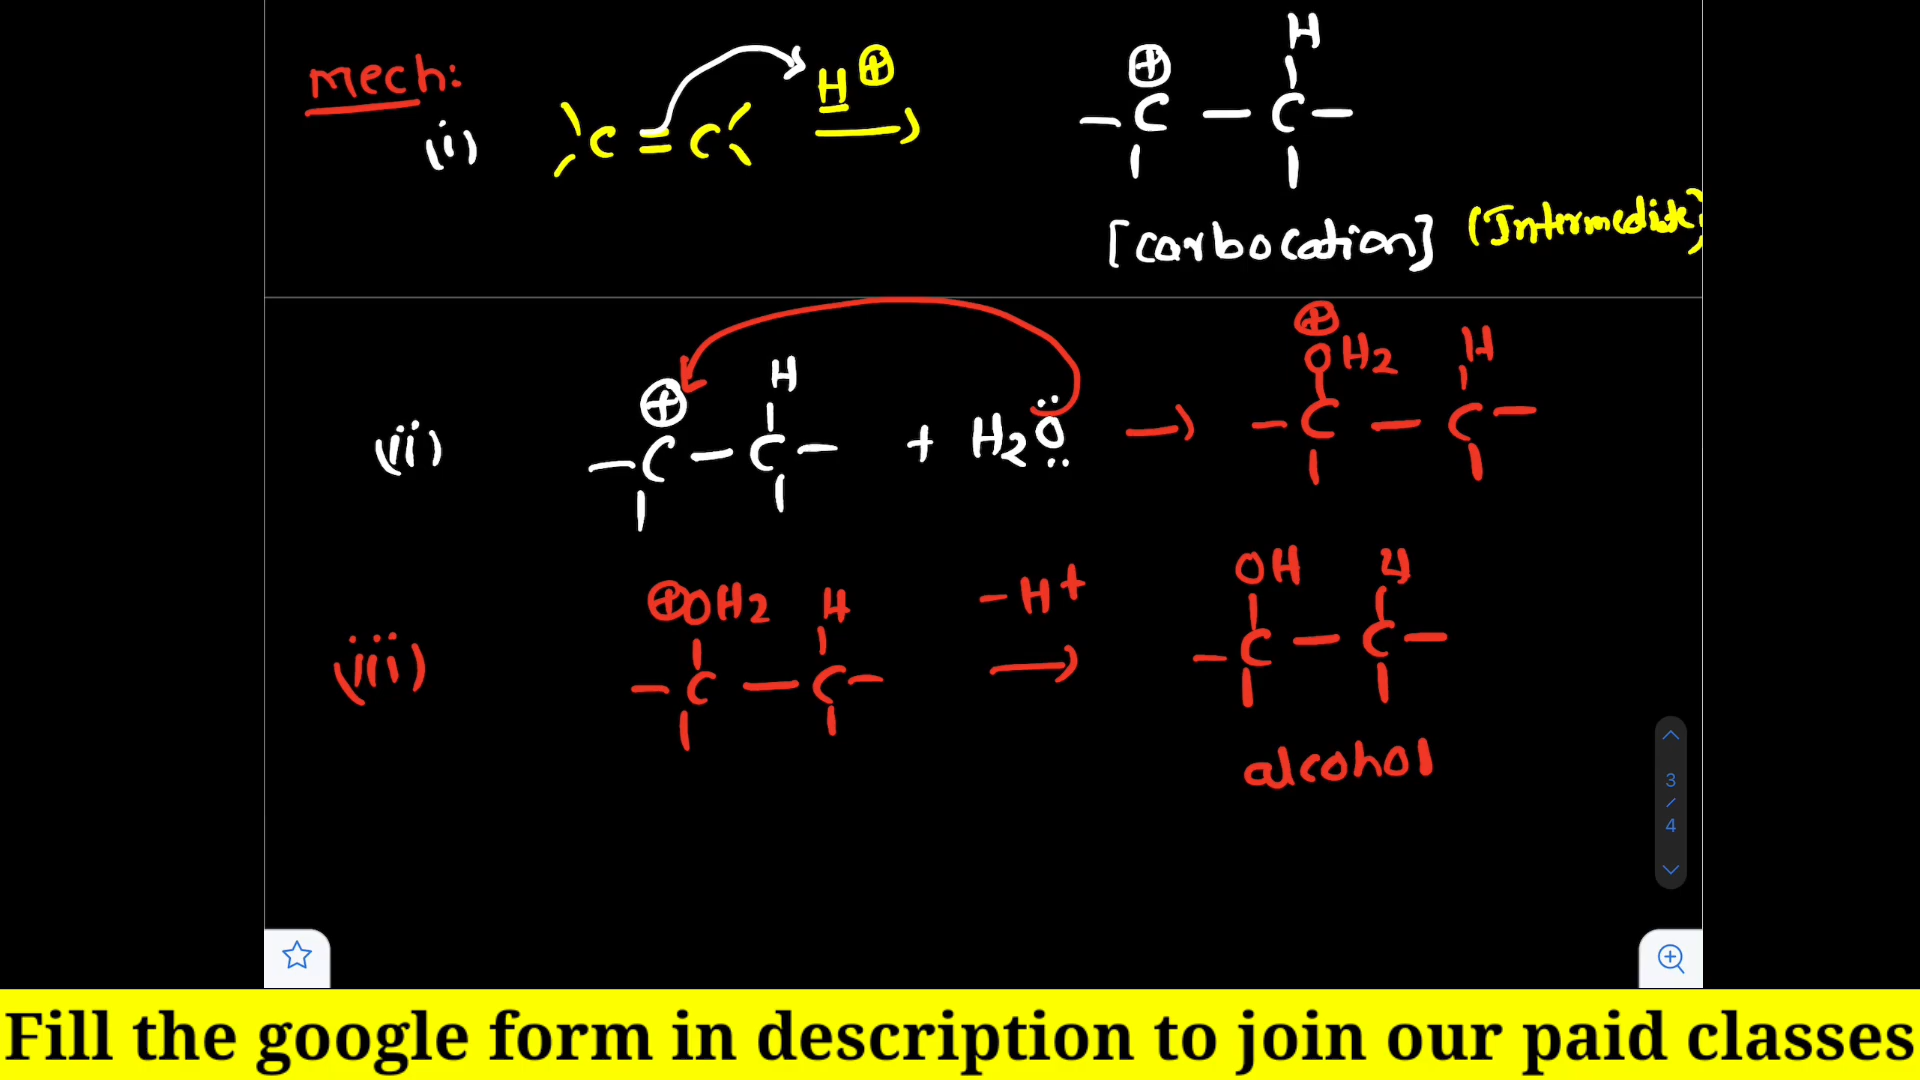 Mech:
(i) C = C H⊕ → ⊕ C - C - H
[carbocation] (Intermediate)
(ii) ⊕ - C - C - H + H2O → ⊕ OH2 H - C - C -
(iii) ⊕OH2 H - C - C - -H+ → OH H - C - C -
alcohol
3
/
4
Fill the google form in description to join our paid classes